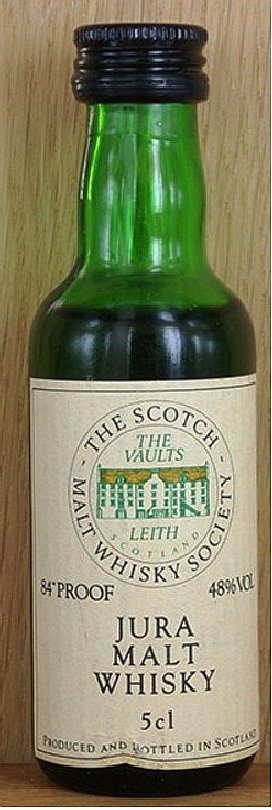 THE SCOTCH
MALT WHISKY SOCIETY
THE
VAULTS
LEITH
SCOTLAND
84° PROOF
48% VOL
JURA
MALT
WHISKY
5cl
PRODUCED AND BOTTLED IN SCOTLAND